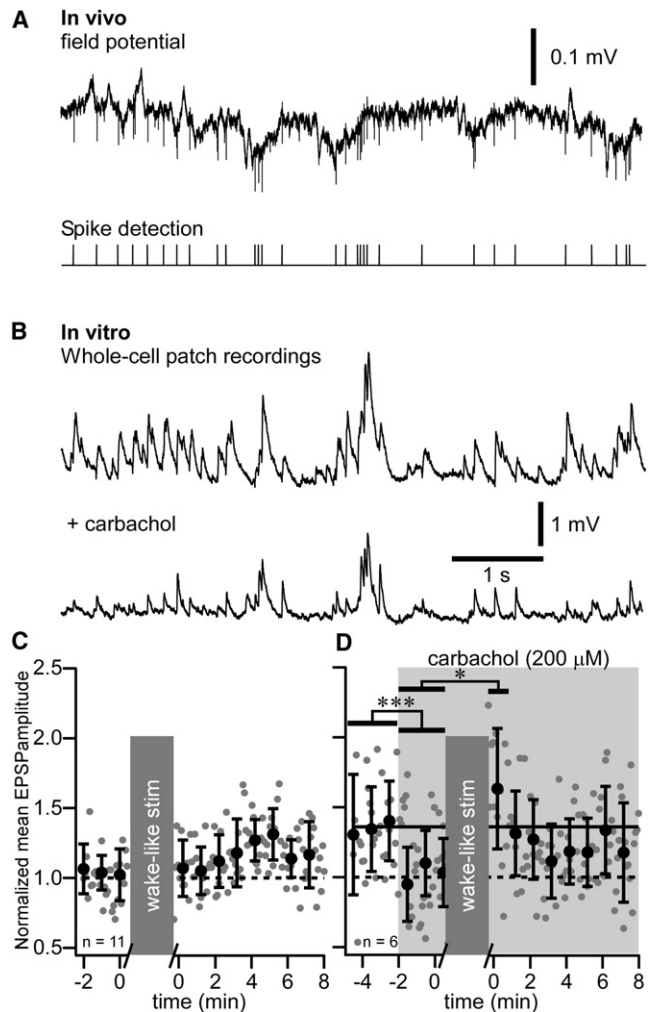 A In vivo
field potential
0.1 mV
Spike detection
B In vitro
Whole-cell patch recordings
+ carbachol
1 mV
1 s
C
Normalized mean EPSPamplitude
2.5
2.0
1.5
1.0
0.5
wake-like stim
n = 11
-2 0 0 2 4 6 8
time (min)
D
carbachol (200 µM)
*
***
wake-like stim
n = 6
-4 -2 0 0 2 4 6 8
time (min)